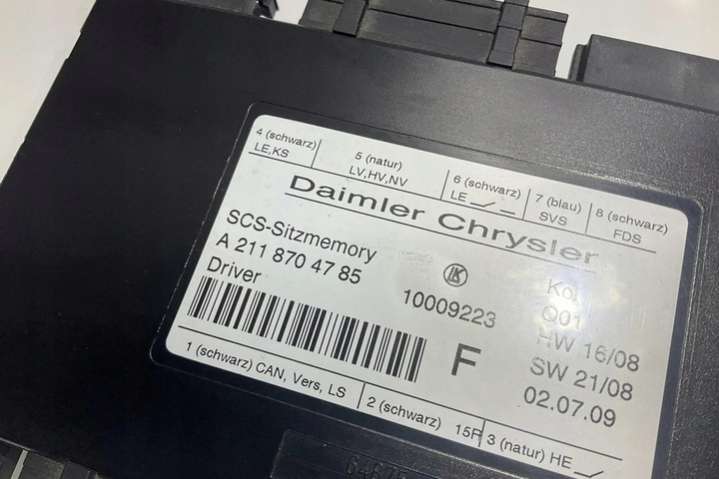 4 (schwarz)
LE,KS
5 (natur)
LV,HV,NV
6 (schwarz)
LE
7 (blau)
SVS
8 (schwarz)
FDS
Daimler Chrysler
SCS-Sitzmemory
A 211 870 47 85
Driver
10009223
F
Q01
HW 16/08
SW 21/08
02.07.09
1 (schwarz) CAN, Vers, LS
2 (schwarz) 15R
3 (natur) HE